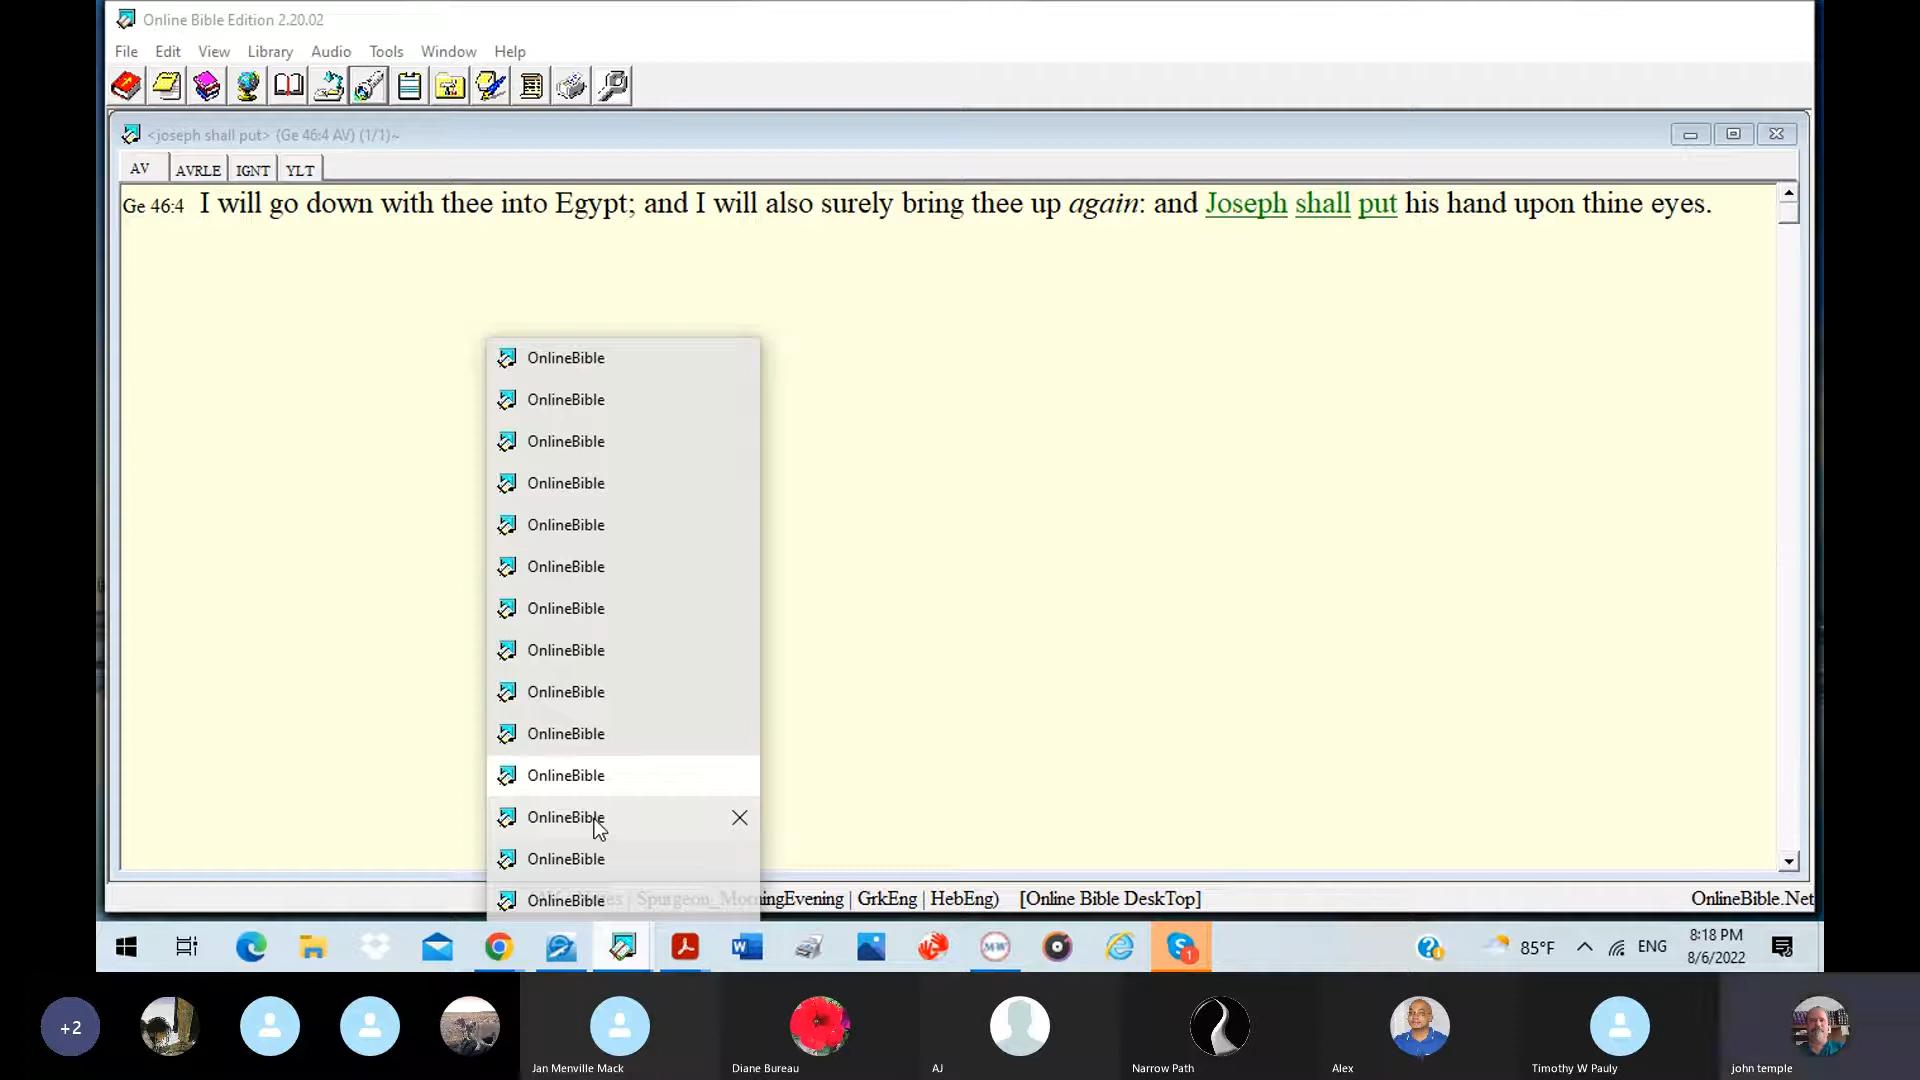 Online Bible Edition 2.20.02
File Edit View Library Audio Tools Window Help
<joseph shall put> (Ge 46:4 AV) (1/1)~
AV AVRLE IGNT YLT
Ge 46:4 I will go down with thee into Egypt; and I will also surely bring thee up again: and Joseph shall put his hand upon thine eyes.
OnlineBible
OnlineBible
OnlineBible
OnlineBible
OnlineBible
OnlineBible
OnlineBible
OnlineBible
OnlineBible
OnlineBible
OnlineBible
OnlineBible
OnlineBible
OnlineBible
Spurgeon_MorningEvening | GrkEng | HebEng) [Online Bible DeskTop] OnlineBible.Net
85°F ENG 8:18 PM
8/6/2022
+2
Jan Menville Mack Diane Bureau AJ Narrow Path Alex Timothy W Pauly john temple